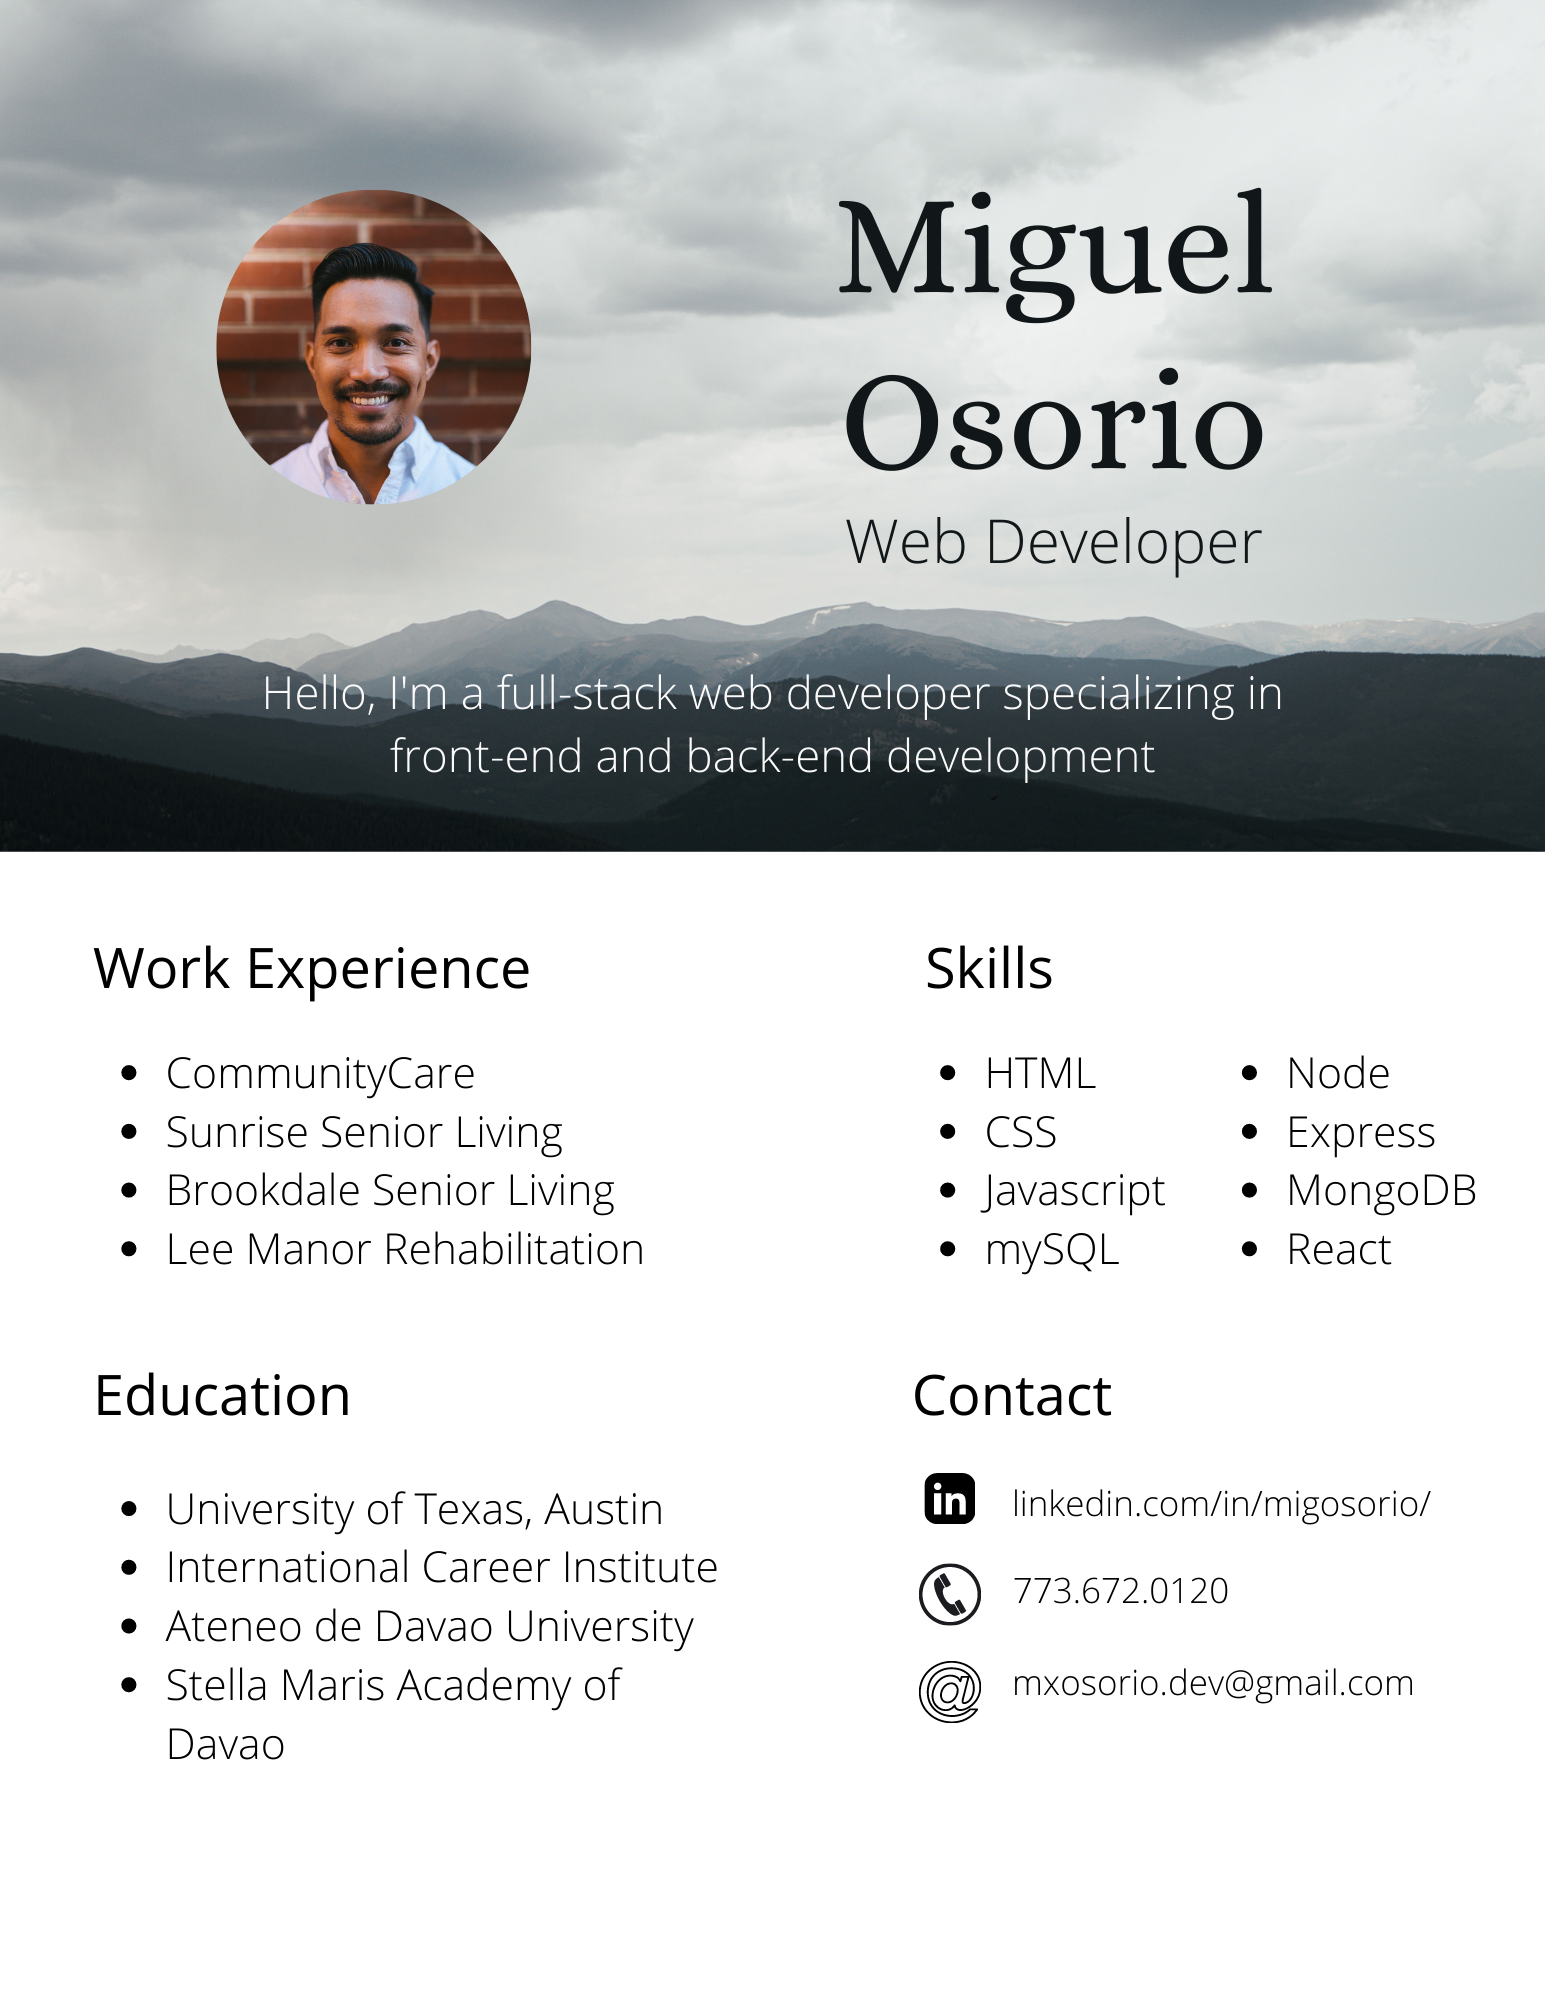 Miguel
Osorio
Web Developer
Hello, I'm a full-stack web developer specializing in
front-end and back-end development
Work Experience
CommunityCare
Sunrise Senior Living
Brookdale Senior Living
Lee Manor Rehabilitation
Skills
HTML
CSS
Javascript
mySQL
Node
Express
MongoDB
React
Education
University of Texas, Austin
International Career Institute
Ateneo de Davao University
Stella Maris Academy of
Davao
Contact
in linkedin.com/in/migosorio/
773.672.0120
@ mxosorio.dev@gmail.com